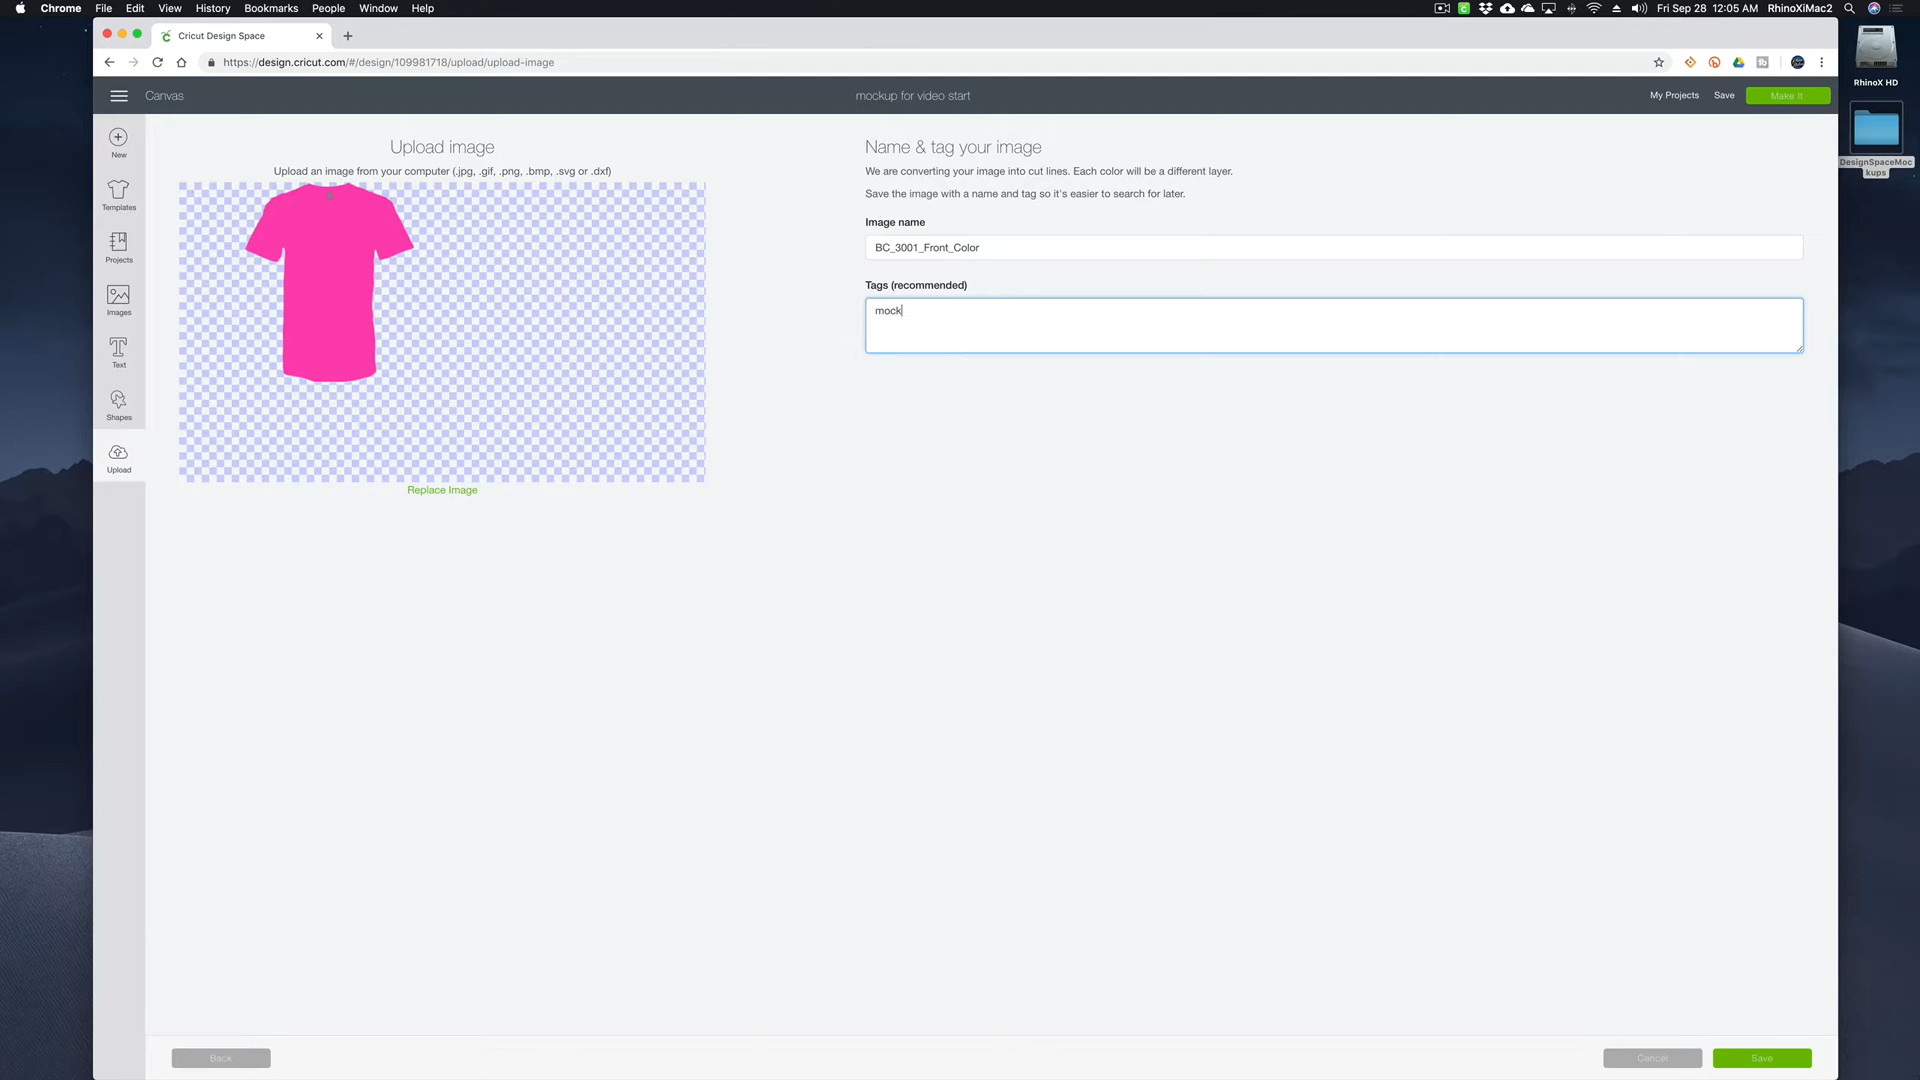 Chrome File Edit View History Bookmarks People Window Help
Fri Sep 28 12:05 AM RhinoXiMac2
Cricut Design Space
https://design.cricut.com/#/design/109981718/upload/upload-image
Canvas
mockup for video start
My Projects Save Make It
RhinoX HD
DesignSpaceMoc
kups
New
Templates
Projects
Images
Text
Shapes
Upload
Upload image
Upload an image from your computer (.jpg, .gif, .png, .bmp, .svg or .dxf)
Replace Image
Name & tag your image
We are converting your image into cut lines. Each color will be a different layer.
Save the image with a name and tag so it's easier to search for later.
Image name
BC_3001_Front_Color
Tags (recommended)
mock
Back
Cancel
Save